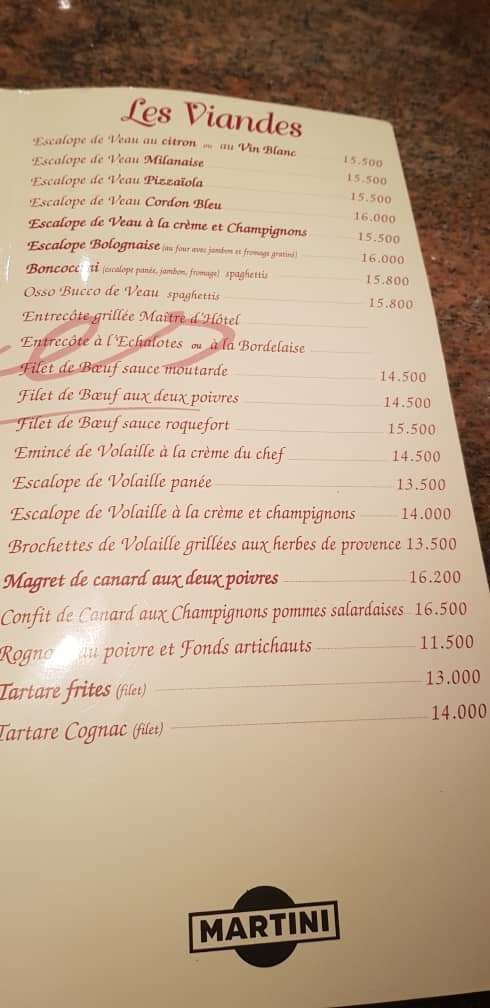 Les Viandes
Escalope de Veau au citron ou au Vin Blanc 15.500
Escalope de Veau Milanaise 15.500
Escalope de Veau Pizzaïola 15.500
Escalope de Veau Cordon Bleu 16.000
Escalope de Veau à la crème et Champignons 15.500
Escalope Bolognaise (au four avec jambon et fromage gratiné) 16.000
Boncoccini (escalope panée, jambon, fromage) spaghettis 15.800
Osso Bucco de Veau spaghettis 15.800
Entrecôte grillée Maître d'Hôtel
Entrecôte à l'Echalotes ou à la Bordelaise
Filet de Bœuf sauce moutarde 14.500
Filet de Bœuf aux deux poivres 14.500
Filet de Bœuf sauce roquefort 15.500
Emincé de Volaille à la crème du chef 14.500
Escalope de Volaille panée 13.500
Escalope de Volaille à la crème et champignons 14.000
Brochettes de Volaille grillées aux herbes de provence 13.500
Magret de canard aux deux poivres 16.200
Confit de Canard aux Champignons pommes salardaises 16.500
poivre et Fonds artichauts 11.500
Tartare frites (filet) 13.000
Tartare Cognac (filet) 14.000
MARTINI